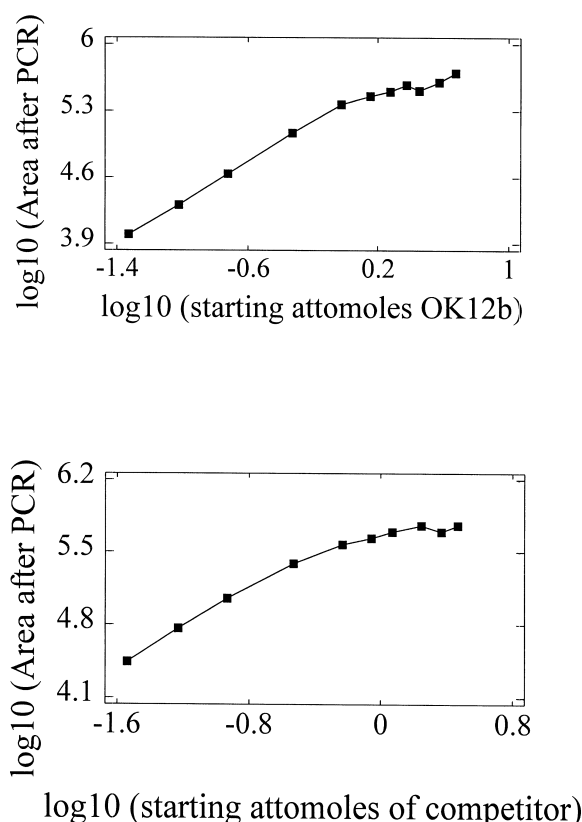 log10 (Area after PCR)
6
5.3
4.6
3.9
-1.4 -0.6 0.2 1
log10 (starting attomoles OK12b)
log10 (Area after PCR)
6.2
5.5
4.8
4.1
-1.6 -0.8 0 0.8
log10 (starting attomoles of competitor)